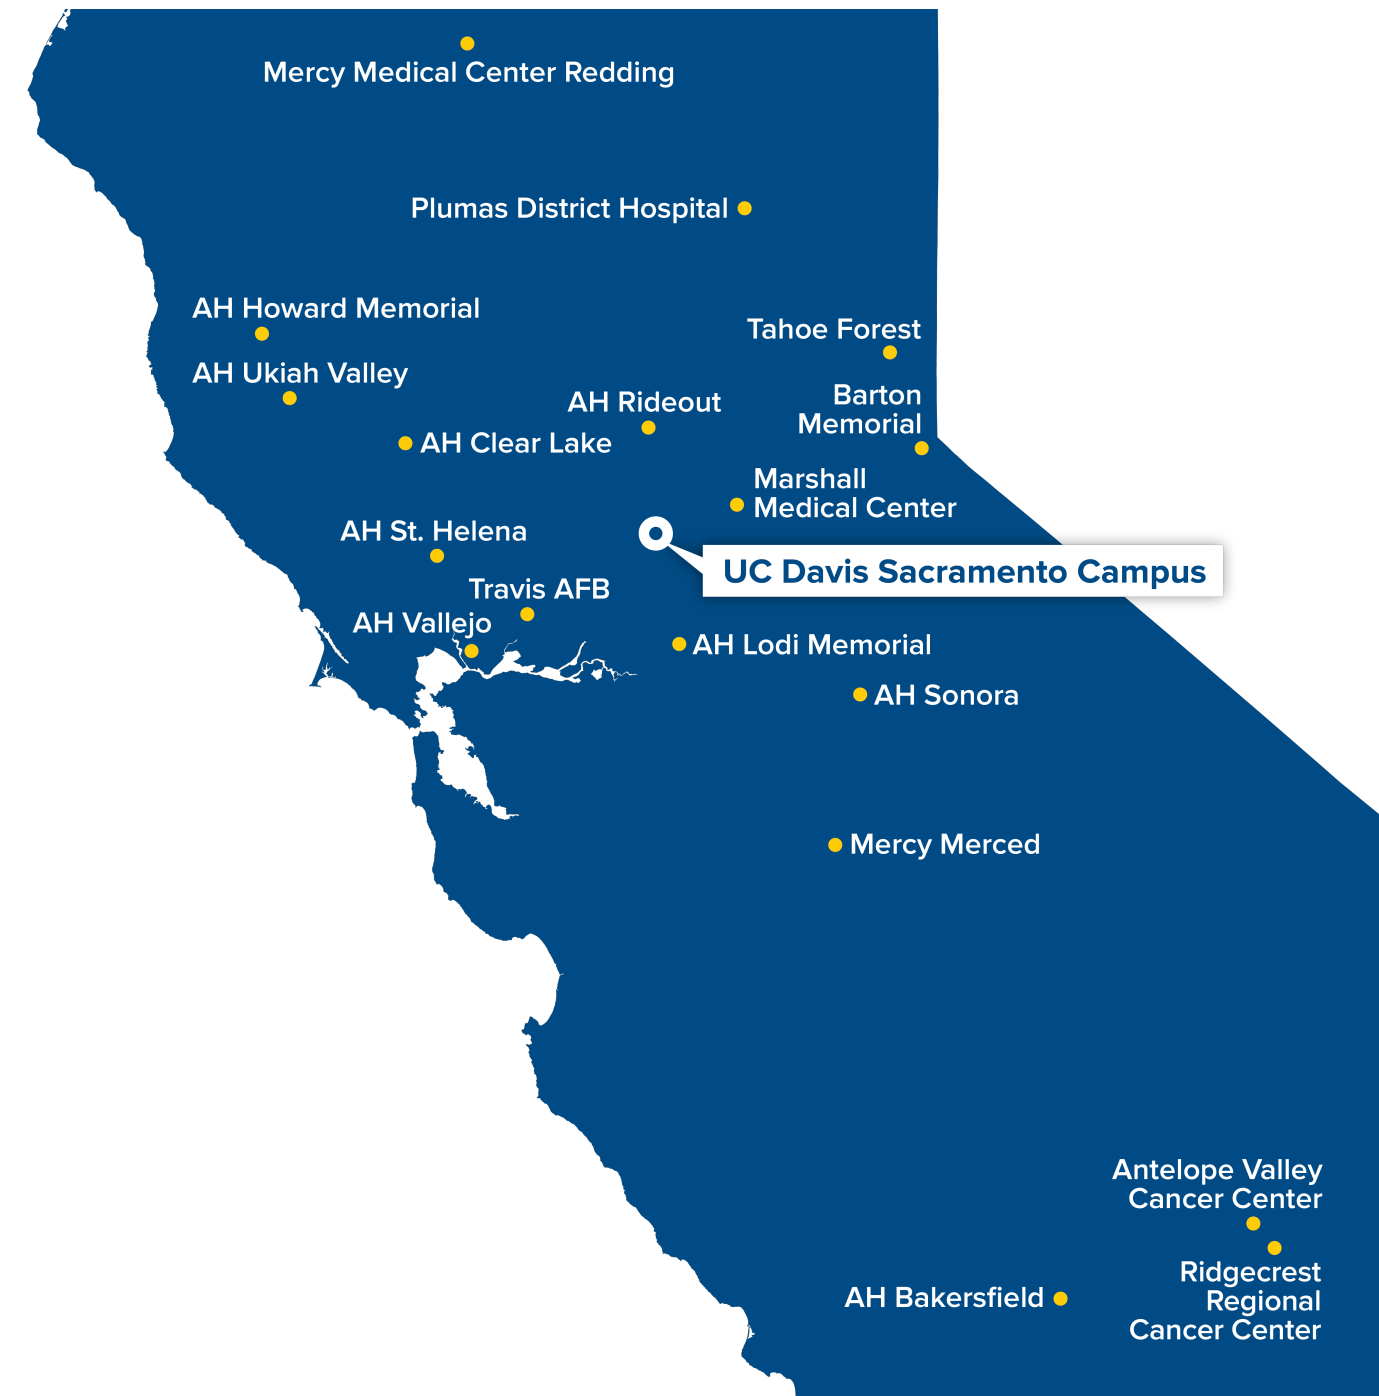 Mercy Medical Center Redding
Plumas District Hospital
AH Howard Memorial
Tahoe Forest
AH Ukiah Valley
Barton
Memorial
AH Rideout
AH Clear Lake
Marshall
Medical Center
AH St. Helena
UC Davis Sacramento Campus
Travis AFB
AH Vallejo
AH Lodi Memorial
AH Sonora
Mercy Merced
Antelope Valley
Cancer Center
Ridgecrest
Regional
Cancer Center
AH Bakersfield